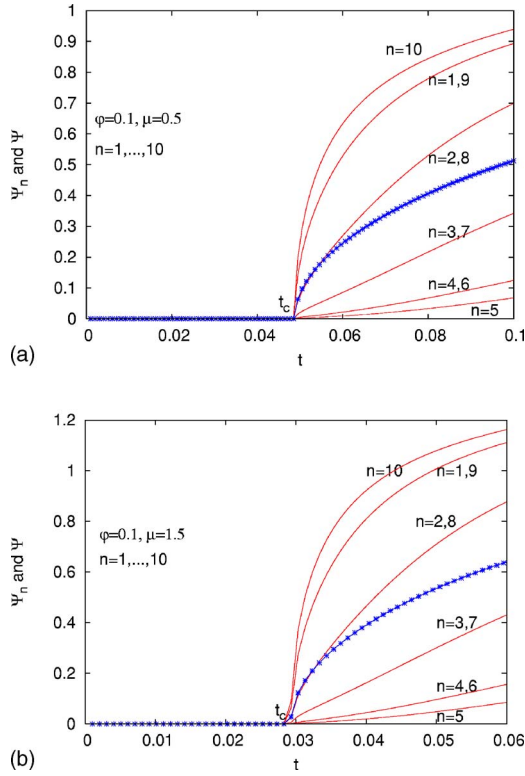 1
0.9
0.8
0.7
0.6
0.5
0.4
0.3
0.2
0.1
0
Ψn and Ψ
φ=0.1, μ=0.5
n=1,...,10
n=10
n=1,9
n=2,8
n=3,7
n=4,6
n=5
tc
0
0.02
0.04
0.06
0.08
0.1
t
(a)
1.2
1
0.8
0.6
0.4
0.2
0
Ψn and Ψ
φ=0.1, μ=1.5
n=1,...,10
n=10
n=1,9
n=2,8
n=3,7
n=4,6
n=5
tc
0
0.01
0.02
0.03
0.04
0.05
0.06
t
(b)